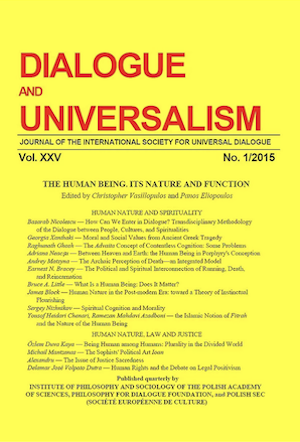 DIALOGUE
AND
UNIVERSALISM
JOURNAL OF THE INTERNATIONAL SOCIETY FOR UNIVERSAL DIALOGUE
Vol. XXV No. 1/2015
THE HUMAN BEING. ITS NATURE AND FUNCTION
Edited by Christopher Vasillopulos and Panos Eliopoulos
HUMAN NATURE AND SPIRITUALITY
Basarab Nicolescu — How Can We Enter in Dialogue? Transdisciplinary Methodology
of the Dialogue between People, Cultures, and Spiritualities
Georgia Xanthaki — Moral and Social Values from Ancient Greek Tragedy
Raghunath Ghosh — The Advaita Concept of Contentless Cognition: Some Problems
Adriana Neacșu — Between Heaven and Earth: the Human Being in Porphyry's Conception
Andrey Matsyna — The Archaic Perception of Death—an Integrated Model
Earnest N. Bracey — The Political and Spiritual Interconnection of Running, Death,
and Reincarnation
Bruce A. Little — What Is a Human Being: Does It Matter?
James Block — Human Nature in the Post-modern Era: toward a Theory of Instinctual
Flourishing
Sergey Nizhnikov — Spiritual Cognition and Morality
Yousef Heidari Chenari, Ramezan Mehdavi Azadboni — the Islamic Notion of Fitrah
and the Nature of the Human Being
HUMAN NATURE, LAW AND JUSTICE
Özlem Duva Kaya — Being Human among Humans: Plurality in the Divided World
Michail Mantzanas — The Sophists' Political Art
Alexandru — The Issue of Justice Sacredness
Delamar José Volpato Dutra — Human Rights and the Debate on Legal Positivism
Published quarterly by
INSTITUTE OF PHILOSOPHY AND SOCIOLOGY OF THE POLISH ACADEMY
OF SCIENCES, PHILOSOPHY FOR DIALOGUE FOUNDATION, and POLISH SEC
(SOCIÉTÉ EUROPÉENNE DE CULTURE)